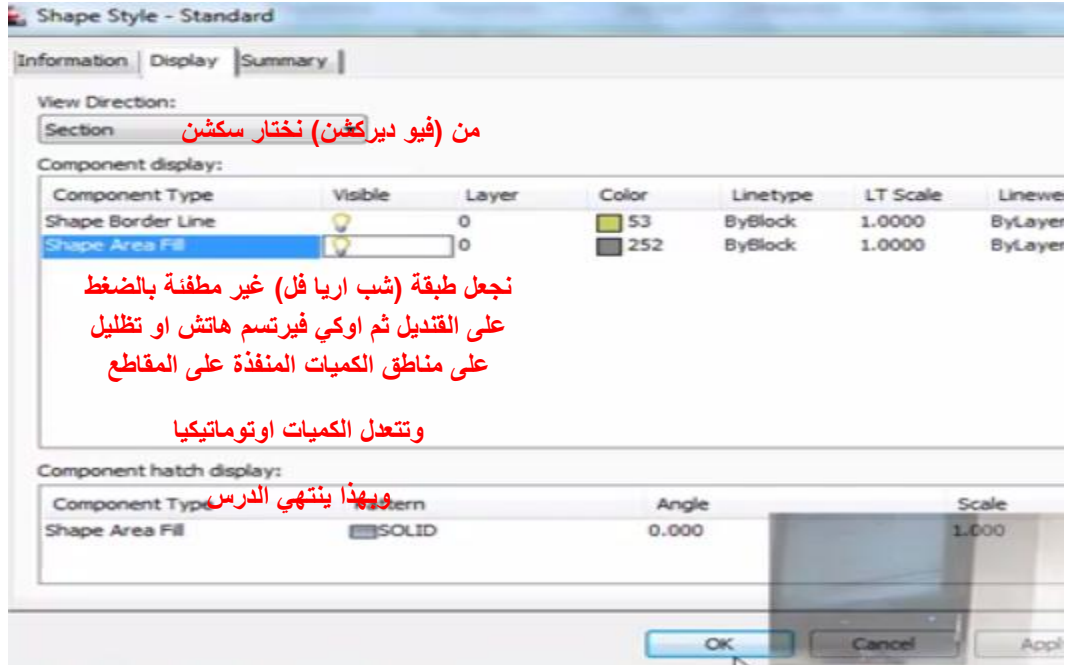 Shape Style - Standard
Information Display Summary
View Direction:
Section
من (فيو ديركشن) نختار سكشن
Component display:
Component Type Visible Layer Color Linetype LT Scale Linewe
Shape Border Line 0 53 ByBlock 1.0000 ByLayer
Shape Area Fill 0 252 ByBlock 1.0000 ByLayer
نجعل طبقة (شب اريا فل) غير مطفئة بالضغط
على القنديل ثم اوكي فيرتسم هاتش او تظليل
على مناطق الكميات المنفذة على المقاطع
وتتعدل الكميات اوتوماتيكيا
Component hatch display:
وبهذا ينتهي الدرس
Component Type Pattern Angle Scale
Shape Area Fill SOLID 0.000 1.000
OK Cancel Appl